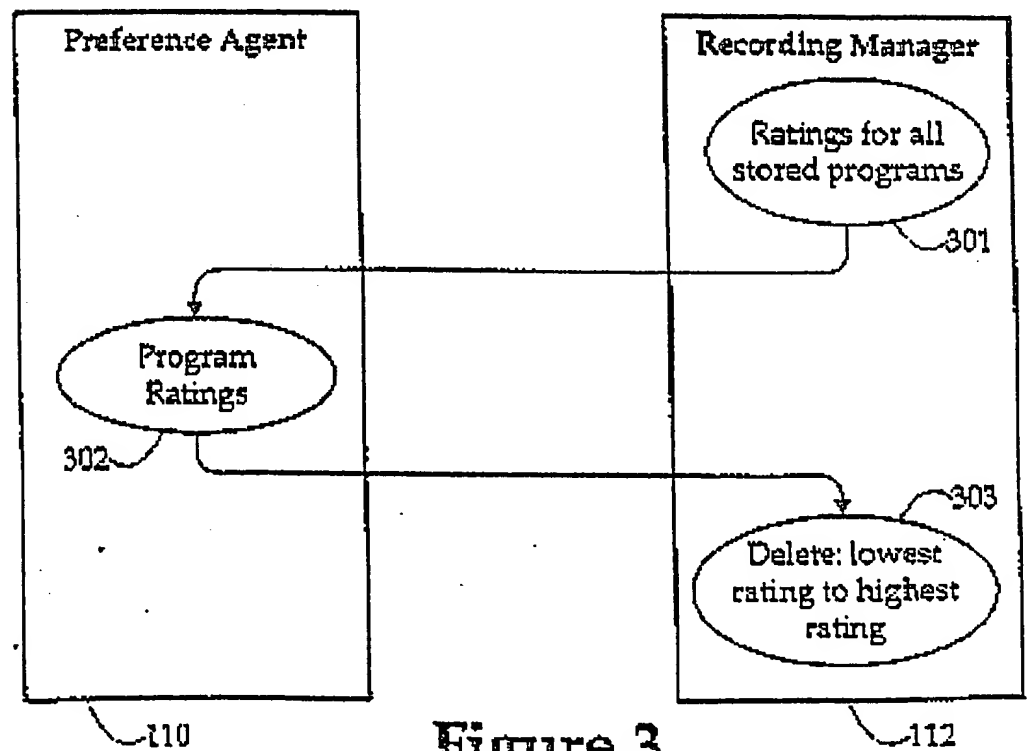 Preference Agent
Recording Manager
Ratings for all
stored programs
301
Program
Ratings
302
303
Delete: lowest
rating to highest
rating
110
112
Figure 3